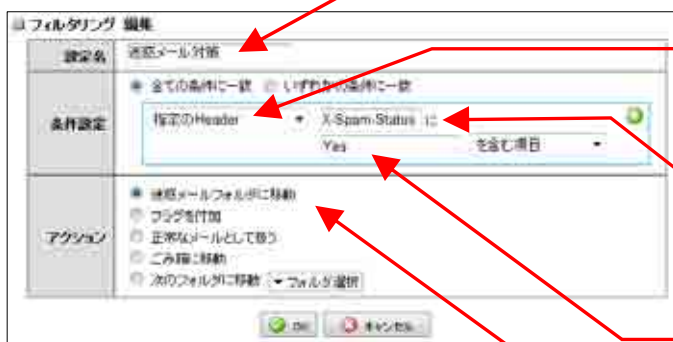 フィルタリング 編集
設定名 迷惑メール対策
全ての条件に一致 いずれかの条件に一致
条件設定 指定のHeader X-Spam-Status に
Yes を含む項目
迷惑メールフォルダに移動
フラグを付加
アクション 正常なメールとして扱う
ごみ箱に移動
次のフォルダに移動 フォルダ選択
OK キャンセル